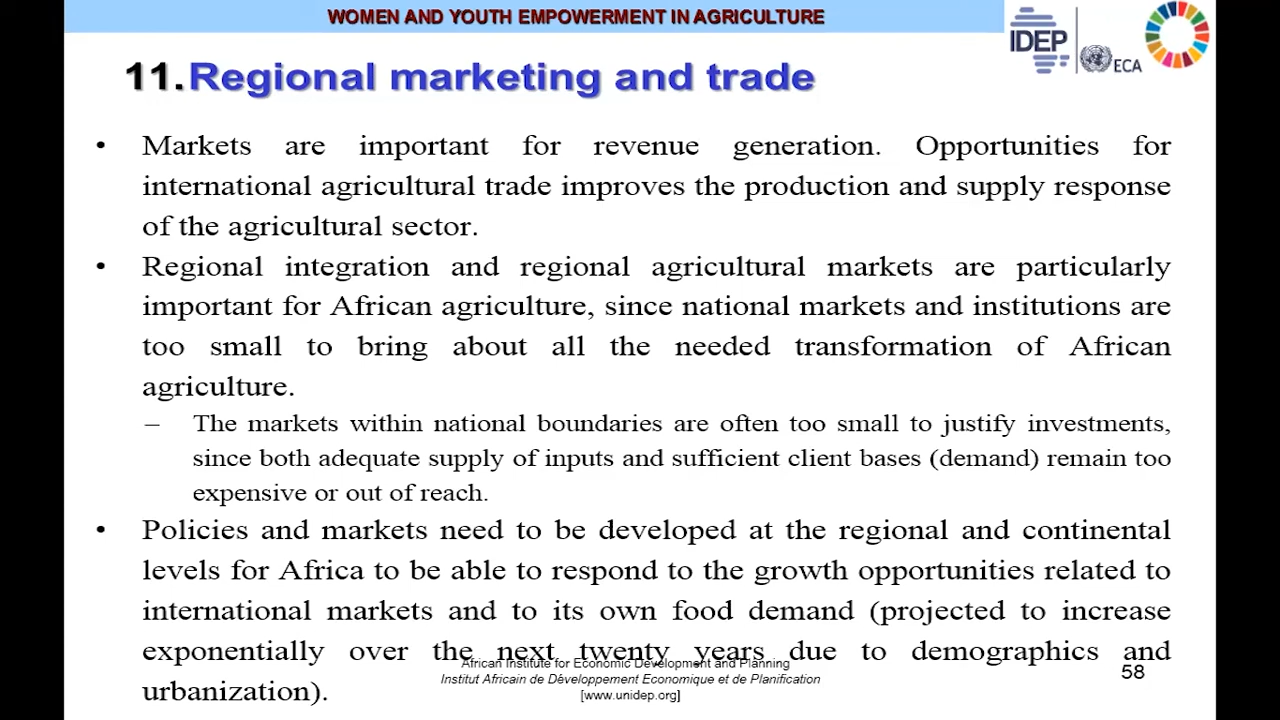 WOMEN AND YOUTH EMPOWERMENT IN AGRICULTURE
IDEP
ECA
11. Regional marketing and trade
• Markets are important for revenue generation. Opportunities for
international agricultural trade improves the production and supply response
of the agricultural sector.
• Regional integration and regional agricultural markets are particularly
important for African agriculture, since national markets and institutions are
too small to bring about all the needed transformation of African
agriculture.
– The markets within national boundaries are often too small to justify investments,
since both adequate supply of inputs and sufficient client bases (demand) remain too
expensive or out of reach.
• Policies and markets need to be developed at the regional and continental
levels for Africa to be able to respond to the growth opportunities related to
international markets and to its own food demand (projected to increase
exponentially over the next twenty years due to demographics and
urbanization).
African Institute for Economic Development and Planning
Institut Africain de Développement Economique et de Planification
[www.unidep.org]
58